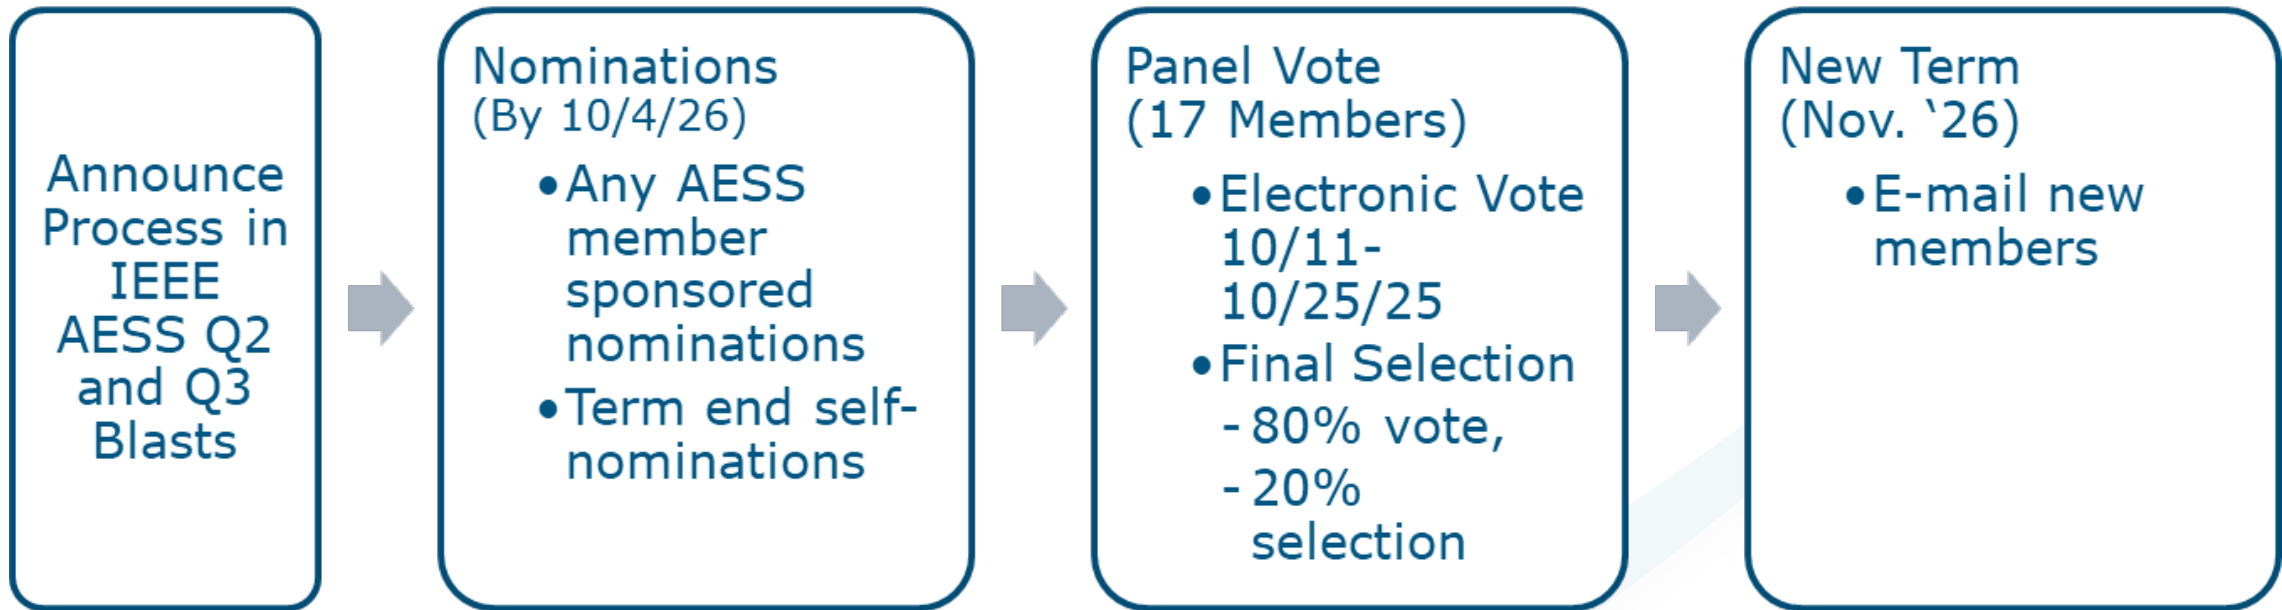 Announce
Process in
IEEE
AESS Q2
and Q3
Blasts
Nominations
(By 10/4/26)
•Any AESS
member
sponsored
nominations
•Term end self-
nominations
Panel Vote
(17 Members)
•Electronic Vote
10/11-
10/25/25
•Final Selection
-80% vote,
-20%
selection
New Term
(Nov. ‘26)
•E-mail new
members